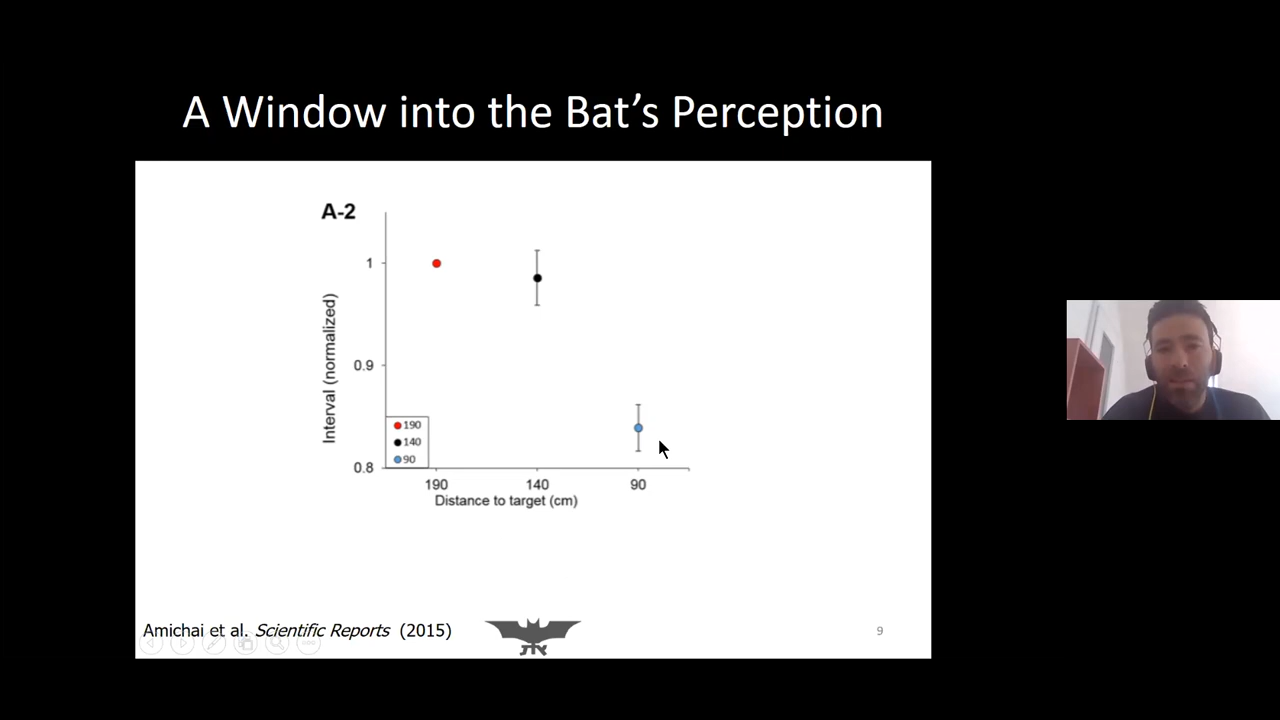 A Window into the Bat's Perception
A-2
1
0.9
0.8
Interval (normalized)
190
140
90
190 140 90
Distance to target (cm)
Amichai et al. Scientific Reports (2015)
9